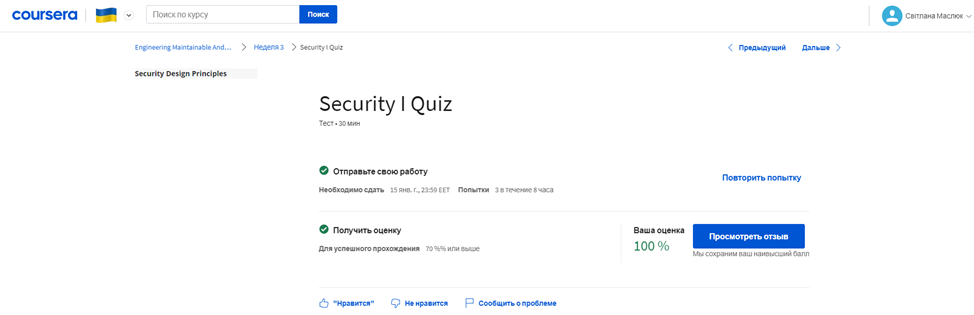 coursera
Поиск по курсу
Поиск
Світлана Маслюк
Engineering Maintainable And...
Неделя 3
Security I Quiz
Предыдущий
Дальше
Security Design Principles
Security I Quiz
Тест • 30 мин
Отправьте свою работу
Необходимо сдать 15 янв. г., 23:59 EET Попытки 3 в течение 8 часа
Повторить попытку
Получить оценку
Для успешного прохождения 70 %% или выше
Ваша оценка
100 %
Просмотреть отзыв
Мы сохраним ваш наивысший балл
"Нравится"
Не нравится
Сообщить о проблеме